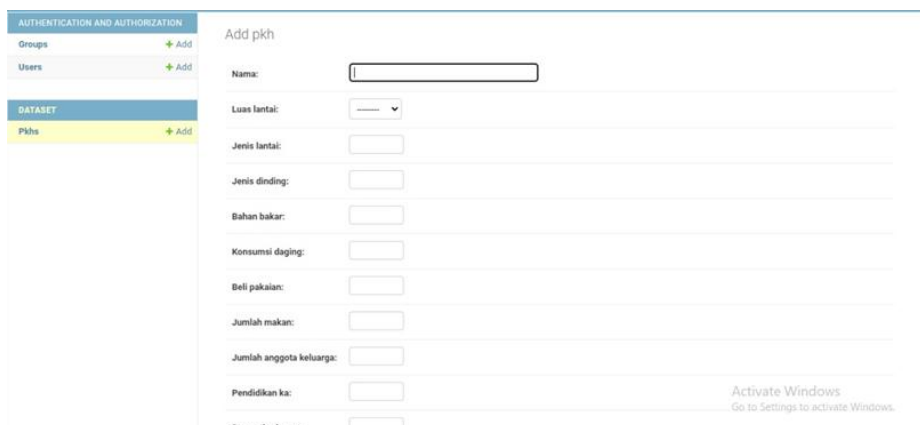 AUTHENTICATION AND AUTHORIZATION
Groups + Add
Users + Add
DATASET
Pkhs + Add
Add pkh
Nama:
Luas lantai: -------
Jenis lantai:
Jenis dinding:
Bahan bakar:
Konsumsi daging:
Beli pakaian:
Jumlah makan:
Jumlah anggota keluarga:
Pendidikan ka:
Activate Windows
Go to Settings to activate Windows.